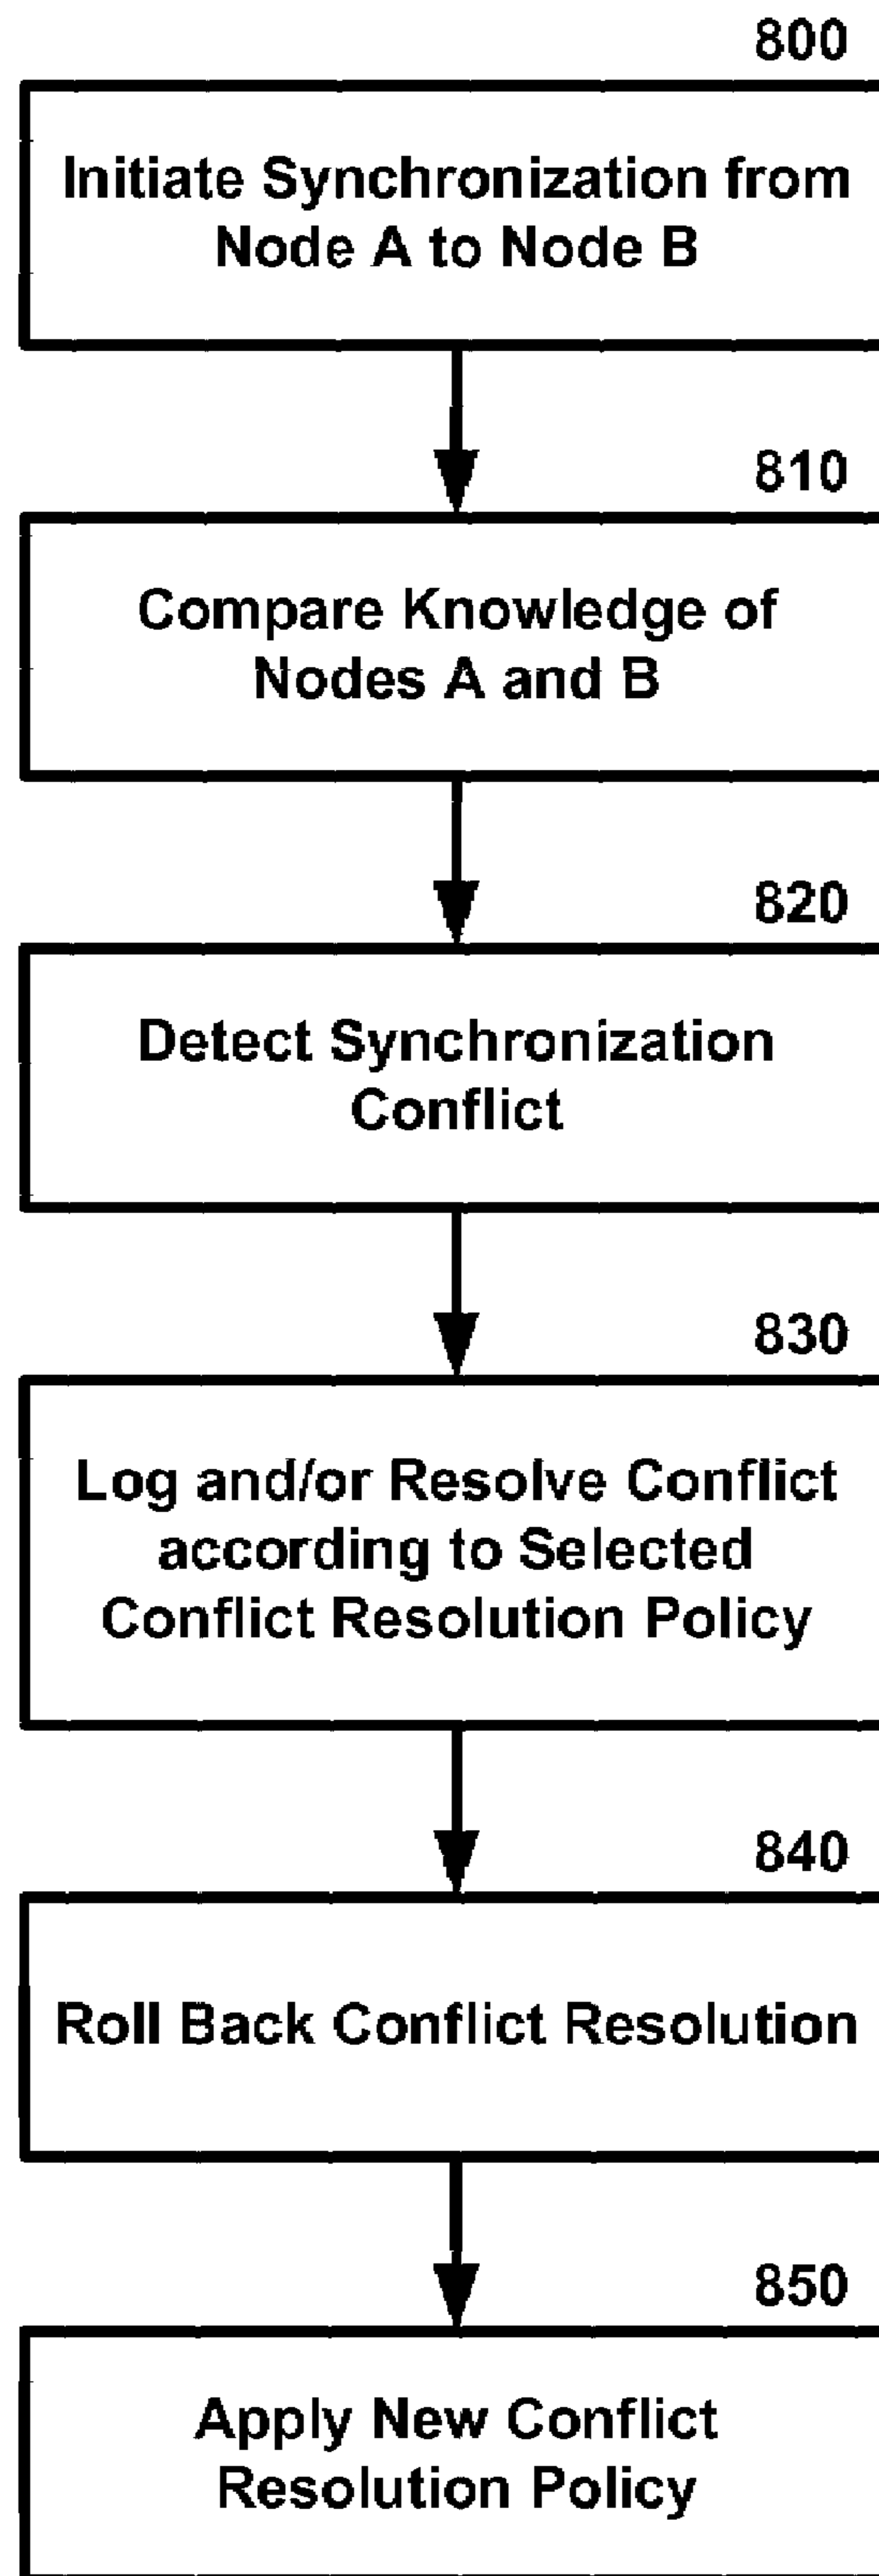 800
Initiate Synchronization from
Node A to Node B
810
Compare Knowledge of
Nodes A and B
820
Detect Synchronization
Conflict
830
Log and/or Resolve Conflict
according to Selected
Conflict Resolution Policy
840
Roll Back Conflict Resolution
850
Apply New Conflict
Resolution Policy